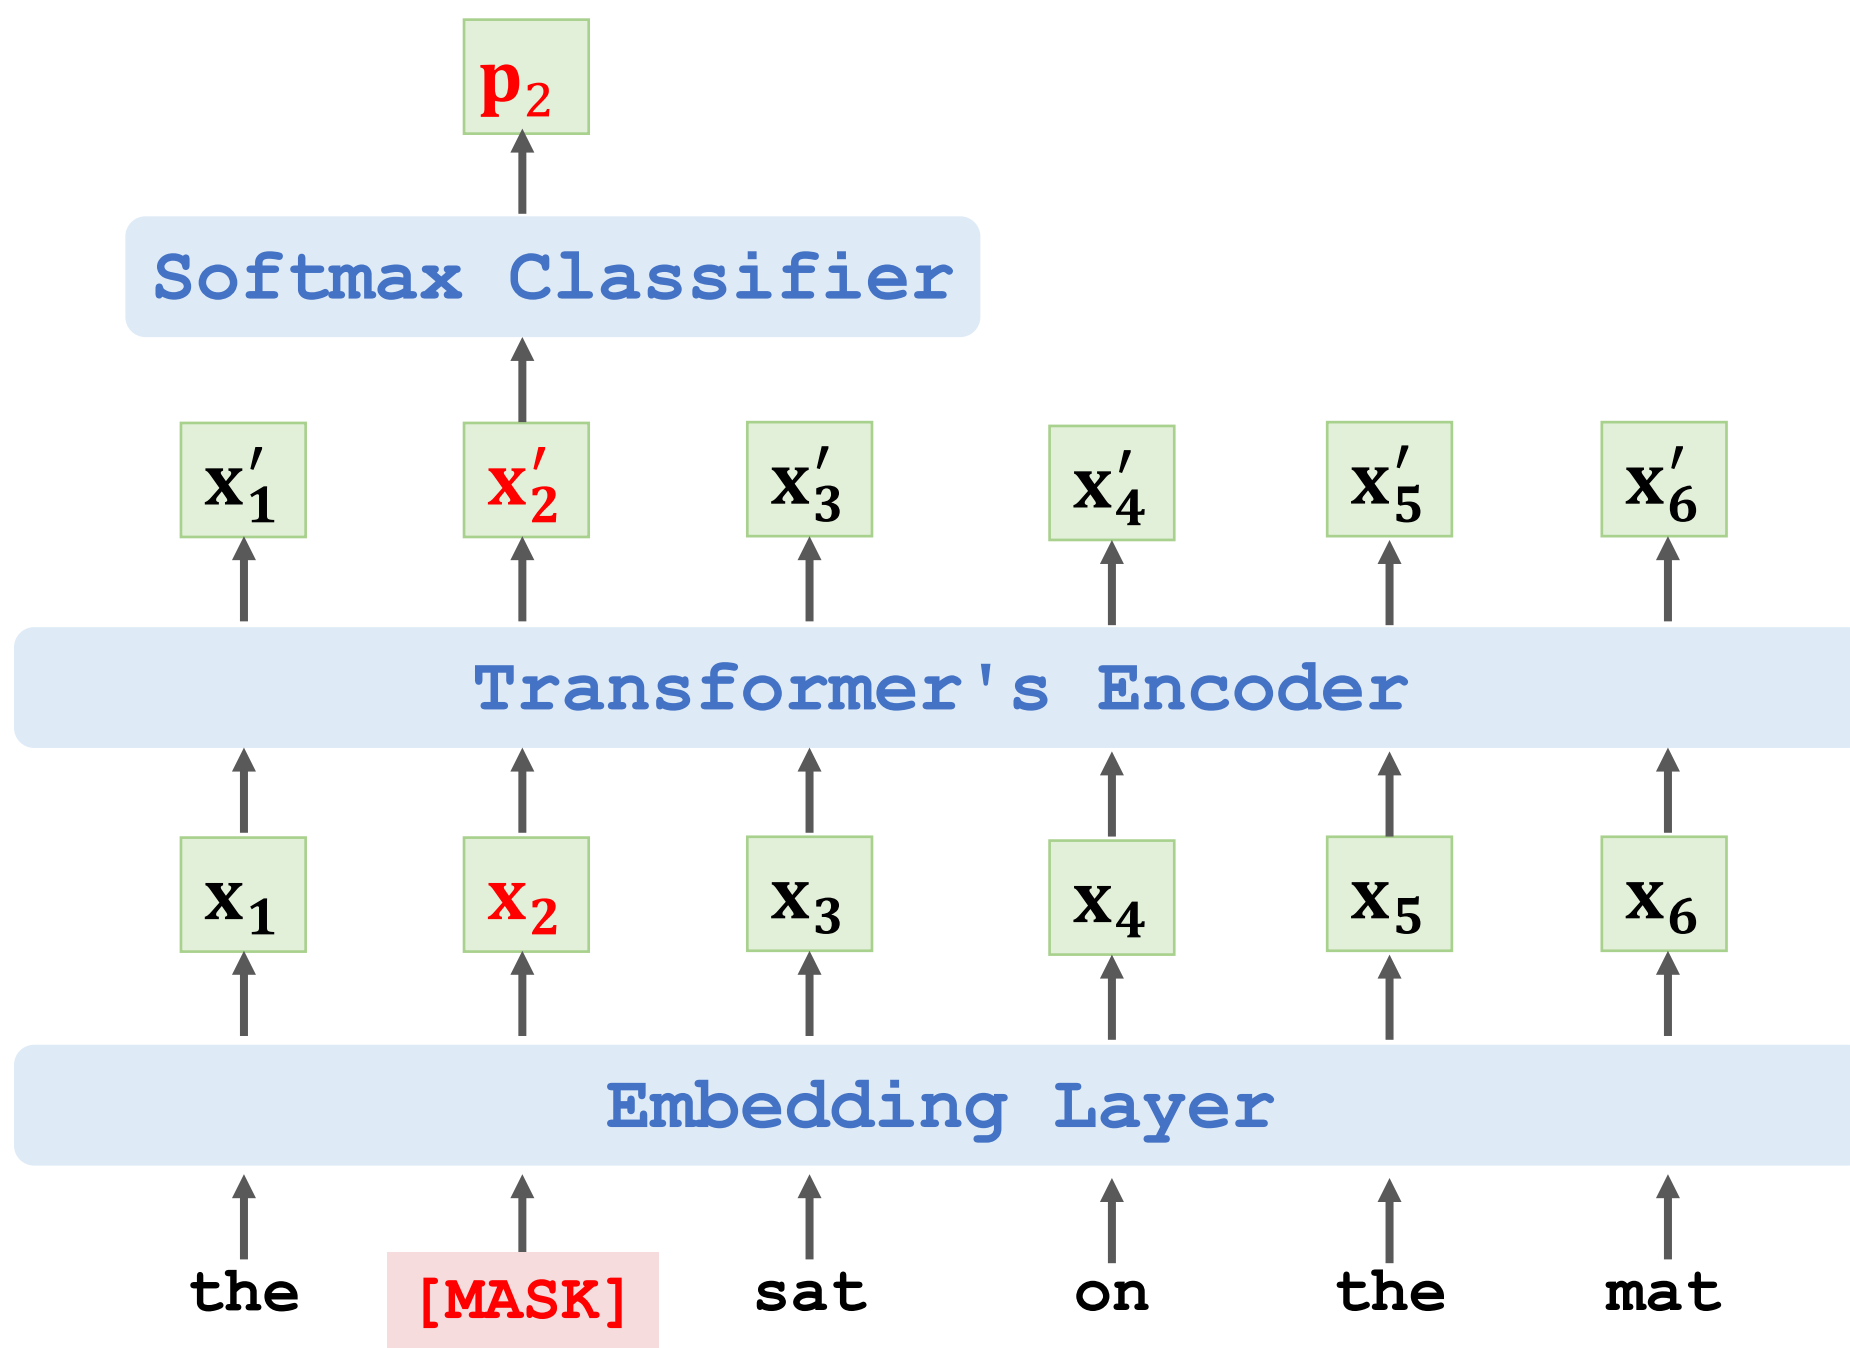 p₂
Softmax Classifier
x′₁ x′₂ x′₃ x′₄ x′₅ x′₆
Transformer's Encoder
x₁ x₂ x₃ x₄ x₅ x₆
Embedding Layer
the [MASK] sat on the mat